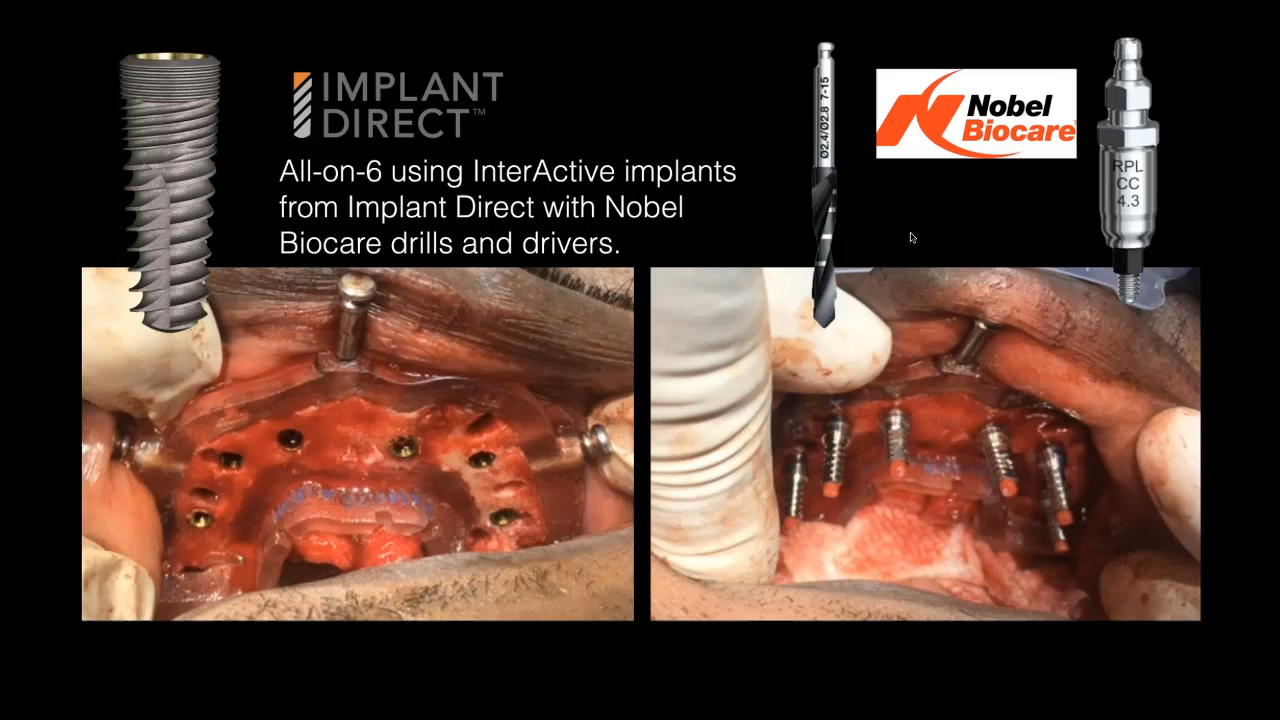 IMPLANT
DIRECT™
All-on-6 using InterActive implants
from Implant Direct with Nobel
Biocare drills and drivers.
Ø2.4/Ø2.8 7-15
Nobel
Biocare
RPL
CC
4.3